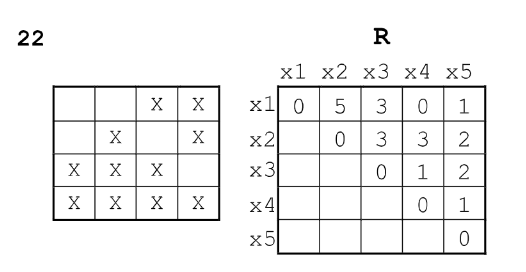 22
R
x1 x2 x3 x4 x5
X X
X X
X X X
X X X X
x1 0 5 3 0 1
x2 0 3 3 2
x3 0 1 2
x4 0 1
x5 0